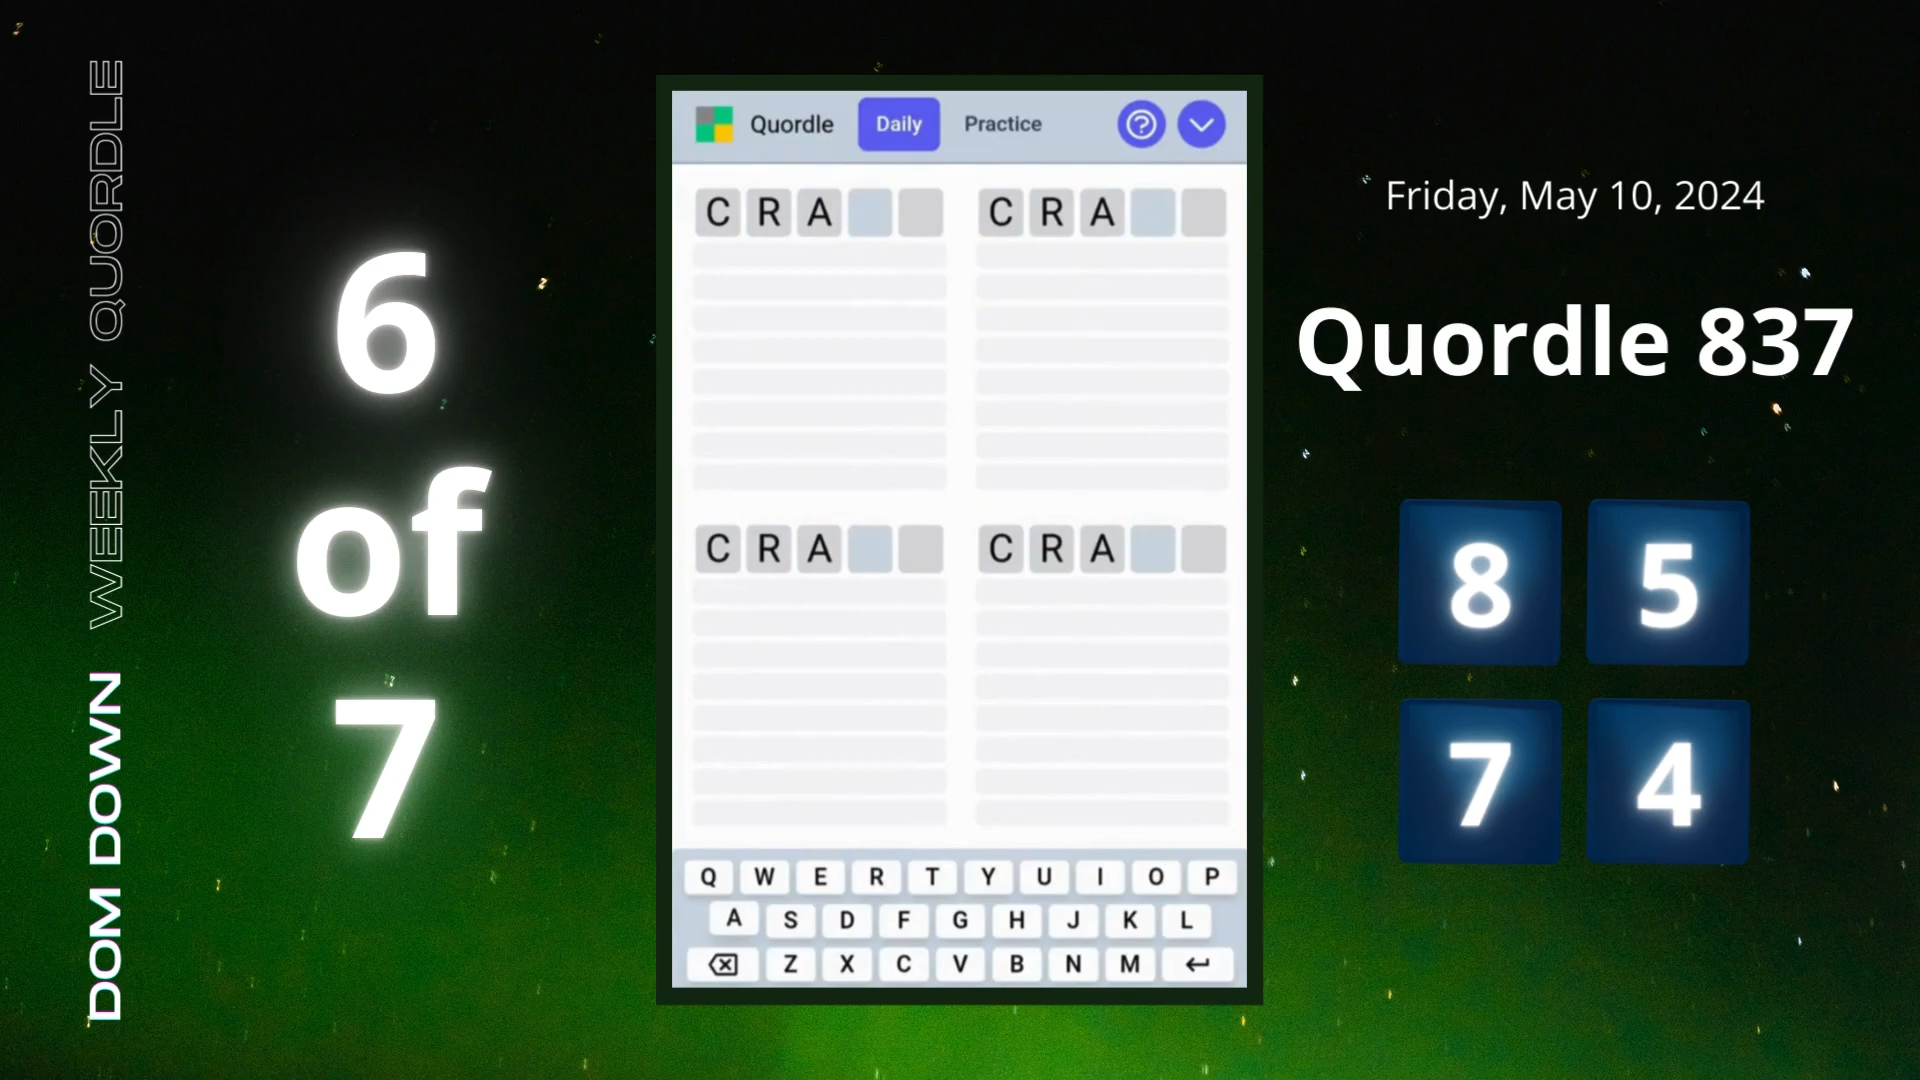 DOM DOWN WEEKLY QUORDLE
6
of
7
Quordle Daily Practice
C R A C R A
C R A C R A
Q W E R T Y U I O P
A S D F G H J K L
Z X C V B N M
Friday, May 10, 2024
Quordle 837
8 5
7 4